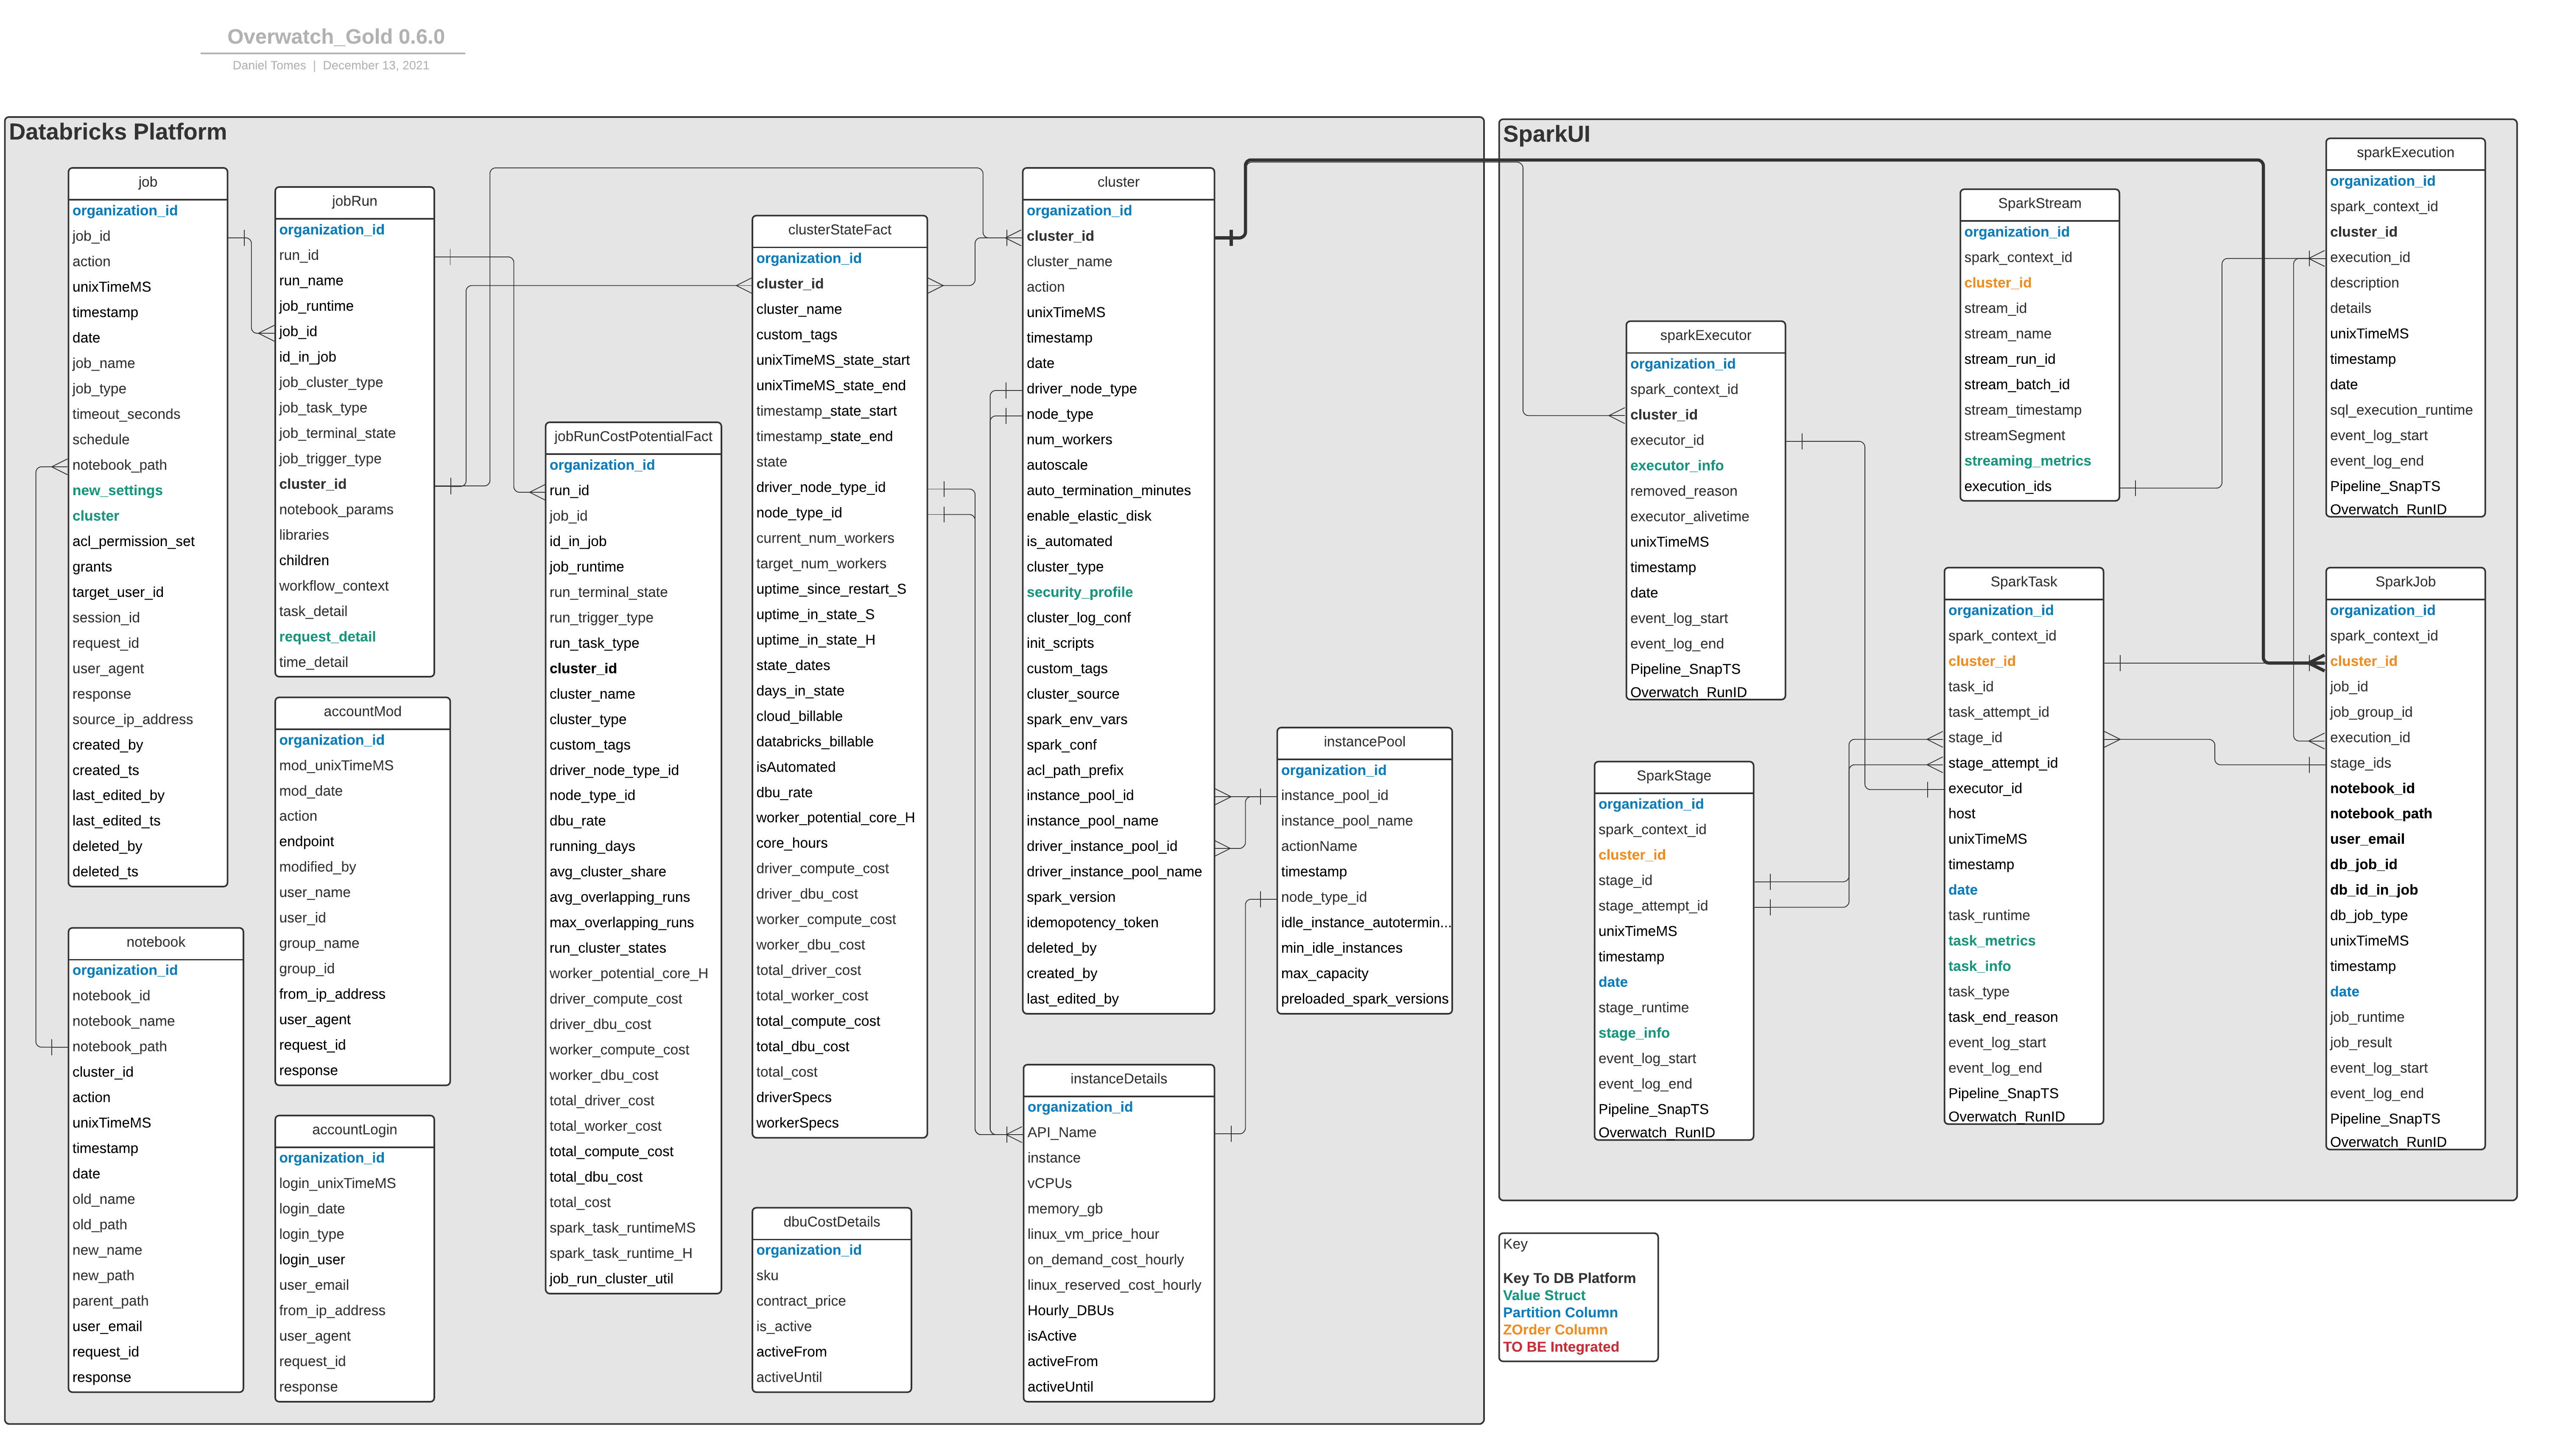 Overwatch_Gold 0.6.0
Daniel Tomes | December 13, 2021
Databricks Platform
job
organization_id
job_id
action
unixTimeMS
timestamp
date
job_name
job_type
timeout_seconds
schedule
notebook_path
new_settings
cluster
acl_permission_set
grants
target_user_id
session_id
request_id
user_agent
response
source_ip_address
created_by
created_ts
last_edited_by
last_edited_ts
deleted_by
deleted_ts
notebook
organization_id
notebook_id
notebook_name
notebook_path
cluster_id
action
unixTimeMS
timestamp
date
old_name
old_path
new_name
new_path
parent_path
user_email
request_id
response
jobRun
organization_id
run_id
run_name
job_runtime
job_id
id_in_job
job_cluster_type
job_task_type
job_terminal_state
job_trigger_type
cluster_id
notebook_params
libraries
children
workflow_context
task_detail
request_detail
time_detail
accountMod
organization_id
mod_unixTimeMS
mod_date
action
endpoint
modified_by
user_name
user_id
group_name
group_id
from_ip_address
user_agent
request_id
response
accountLogin
organization_id
login_unixTimeMS
login_date
login_type
login_user
user_email
from_ip_address
user_agent
request_id
response
jobRunCostPotentialFact
organization_id
run_id
job_id
id_in_job
job_runtime
run_terminal_state
run_trigger_type
run_task_type
cluster_id
cluster_name
cluster_type
custom_tags
driver_node_type_id
node_type_id
dbu_rate
running_days
avg_cluster_share
avg_overlapping_runs
max_overlapping_runs
run_cluster_states
worker_potential_core_H
driver_compute_cost
driver_dbu_cost
worker_compute_cost
worker_dbu_cost
total_driver_cost
total_worker_cost
total_compute_cost
total_dbu_cost
total_cost
spark_task_runtimeMS
spark_task_runtime_H
job_run_cluster_util
clusterStateFact
organization_id
cluster_id
cluster_name
custom_tags
unixTimeMS_state_start
unixTimeMS_state_end
timestamp_state_start
timestamp_state_end
state
driver_node_type_id
node_type_id
current_num_workers
target_num_workers
uptime_since_restart_S
uptime_in_state_S
uptime_in_state_H
state_dates
days_in_state
cloud_billable
databricks_billable
isAutomated
dbu_rate
worker_potential_core_H
core_hours
driver_compute_cost
driver_dbu_cost
worker_compute_cost
worker_dbu_cost
total_driver_cost
total_worker_cost
total_compute_cost
total_dbu_cost
total_cost
driverSpecs
workerSpecs
dbuCostDetails
organization_id
sku
contract_price
is_active
activeFrom
activeUntil
cluster
organization_id
cluster_id
cluster_name
action
unixTimeMS
timestamp
date
driver_node_type
node_type
num_workers
autoscale
auto_termination_minutes
enable_elastic_disk
is_automated
cluster_type
security_profile
cluster_log_conf
init_scripts
custom_tags
cluster_source
spark_env_vars
spark_conf
acl_path_prefix
instance_pool_id
instance_pool_name
driver_instance_pool_id
driver_instance_pool_name
spark_version
idemopotency_token
deleted_by
created_by
last_edited_by
instanceDetails
organization_id
API_Name
instance
vCPUs
memory_gb
linux_vm_price_hour
on_demand_cost_hourly
linux_reserved_cost_hourly
Hourly_DBUs
isActive
activeFrom
activeUntil
instancePool
organization_id
instance_pool_id
instance_pool_name
actionName
timestamp
node_type_id
idle_instance_autotermin...
min_idle_instances
max_capacity
preloaded_spark_versions
SparkUI
sparkExecutor
organization_id
spark_context_id
cluster_id
executor_id
executor_info
removed_reason
executor_alivetime
unixTimeMS
timestamp
date
event_log_start
event_log_end
Pipeline_SnapTS
Overwatch_RunID
SparkStage
organization_id
spark_context_id
cluster_id
stage_id
stage_attempt_id
unixTimeMS
timestamp
date
stage_runtime
stage_info
event_log_start
event_log_end
Pipeline_SnapTS
Overwatch_RunID
SparkStream
organization_id
spark_context_id
cluster_id
stream_id
stream_name
stream_run_id
stream_batch_id
stream_timestamp
streamSegment
streaming_metrics
execution_ids
SparkTask
organization_id
spark_context_id
cluster_id
task_id
task_attempt_id
stage_id
stage_attempt_id
executor_id
host
unixTimeMS
timestamp
date
task_runtime
task_metrics
task_info
task_type
task_end_reason
event_log_start
event_log_end
Pipeline_SnapTS
Overwatch_RunID
sparkExecution
organization_id
spark_context_id
cluster_id
execution_id
description
details
unixTimeMS
timestamp
date
sql_execution_runtime
event_log_start
event_log_end
Pipeline_SnapTS
Overwatch_RunID
SparkJob
organization_id
spark_context_id
cluster_id
job_id
job_group_id
execution_id
stage_ids
notebook_id
notebook_path
user_email
db_job_id
db_id_in_job
db_job_type
unixTimeMS
timestamp
date
job_runtime
job_result
event_log_start
event_log_end
Pipeline_SnapTS
Overwatch_RunID
Key
Key To DB Platform
Value Struct
Partition Column
ZOrder Column
TO BE Integrated